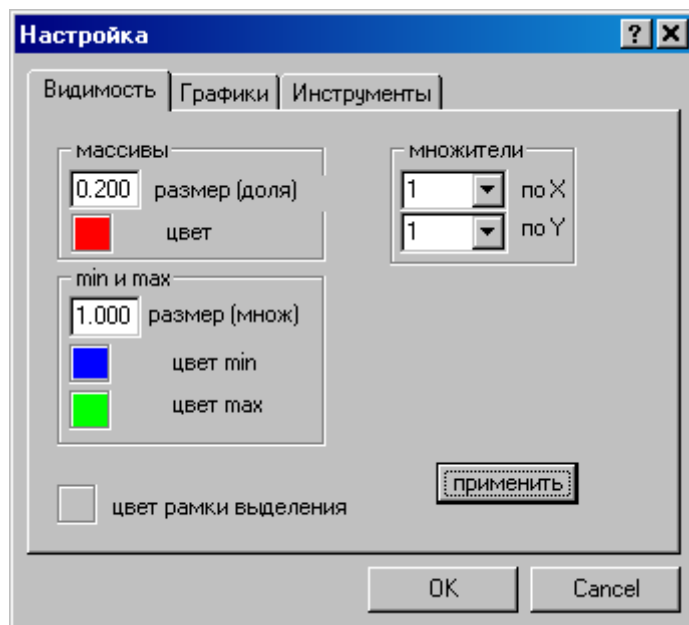 Настройка
Видимость Графики Инструменты
массивы
0.200 размер (доля)
цвет
множители
1 по X
1 по Y
min и max
1.000 размер (множ)
цвет min
цвет max
цвет рамки выделения
применить
OK Cancel